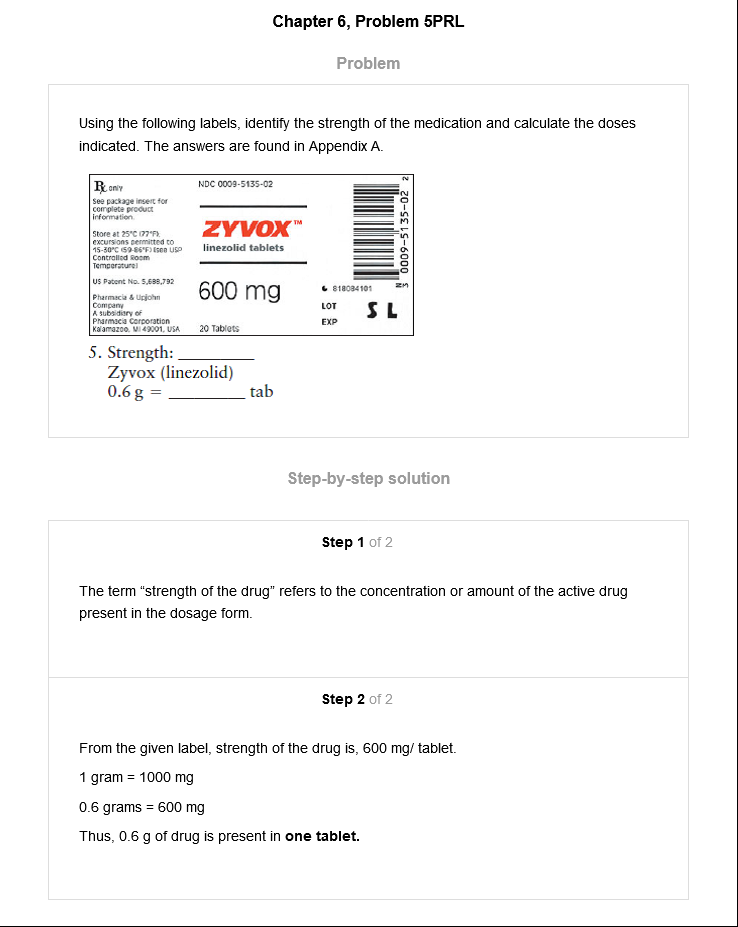 Chapter 6, Problem 5PRL
Problem
Using the following labels, identify the strength of the medication and calculate the doses
indicated. The answers are found in Appendix A.
Rx only
See package insert for
complete product
information.
Store at 25°C (77°F),
excursions permitted to
15-30°C (59-86°F) (see USP
Controlled Room
Temperature)
US Patent No. 5,688,792
Pharmacia & Upjohn
Company
A subsidiary of
Pharmacia Corporation
Kalamazoo, MI 49001, USA
NDC 0009-5135-02
ZYVOX™
linezolid tablets
600 mg
20 Tablets
2
3 0009-5135-02
818084101
LOT
EXP
S L
5. Strength: ________
Zyvox (linezolid)
0.6 g = ________ tab
Step-by-step solution
Step 1 of 2
The term “strength of the drug” refers to the concentration or amount of the active drug
present in the dosage form.
Step 2 of 2
From the given label, strength of the drug is, 600 mg/ tablet.
1 gram = 1000 mg
0.6 grams = 600 mg
Thus, 0.6 g of drug is present in one tablet.